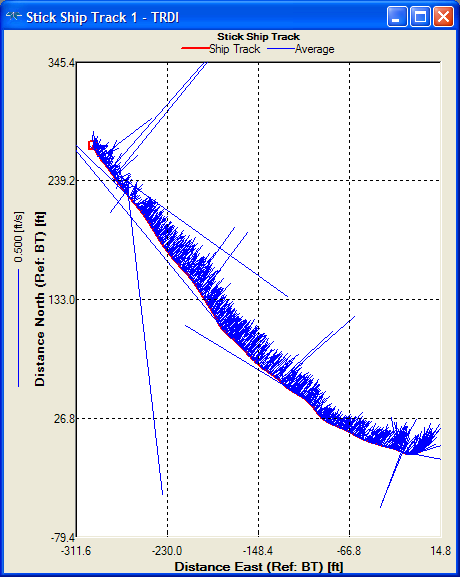 Stick Ship Track 1 - TRDI
Stick Ship Track
Ship Track Average
345.4
239.2
133.0
26.8
-79.4
0.500 [ft/s]
Distance North (Ref: BT) [ft]
-311.6 -230.0 -148.4 -66.8 14.8
Distance East (Ref: BT) [ft]